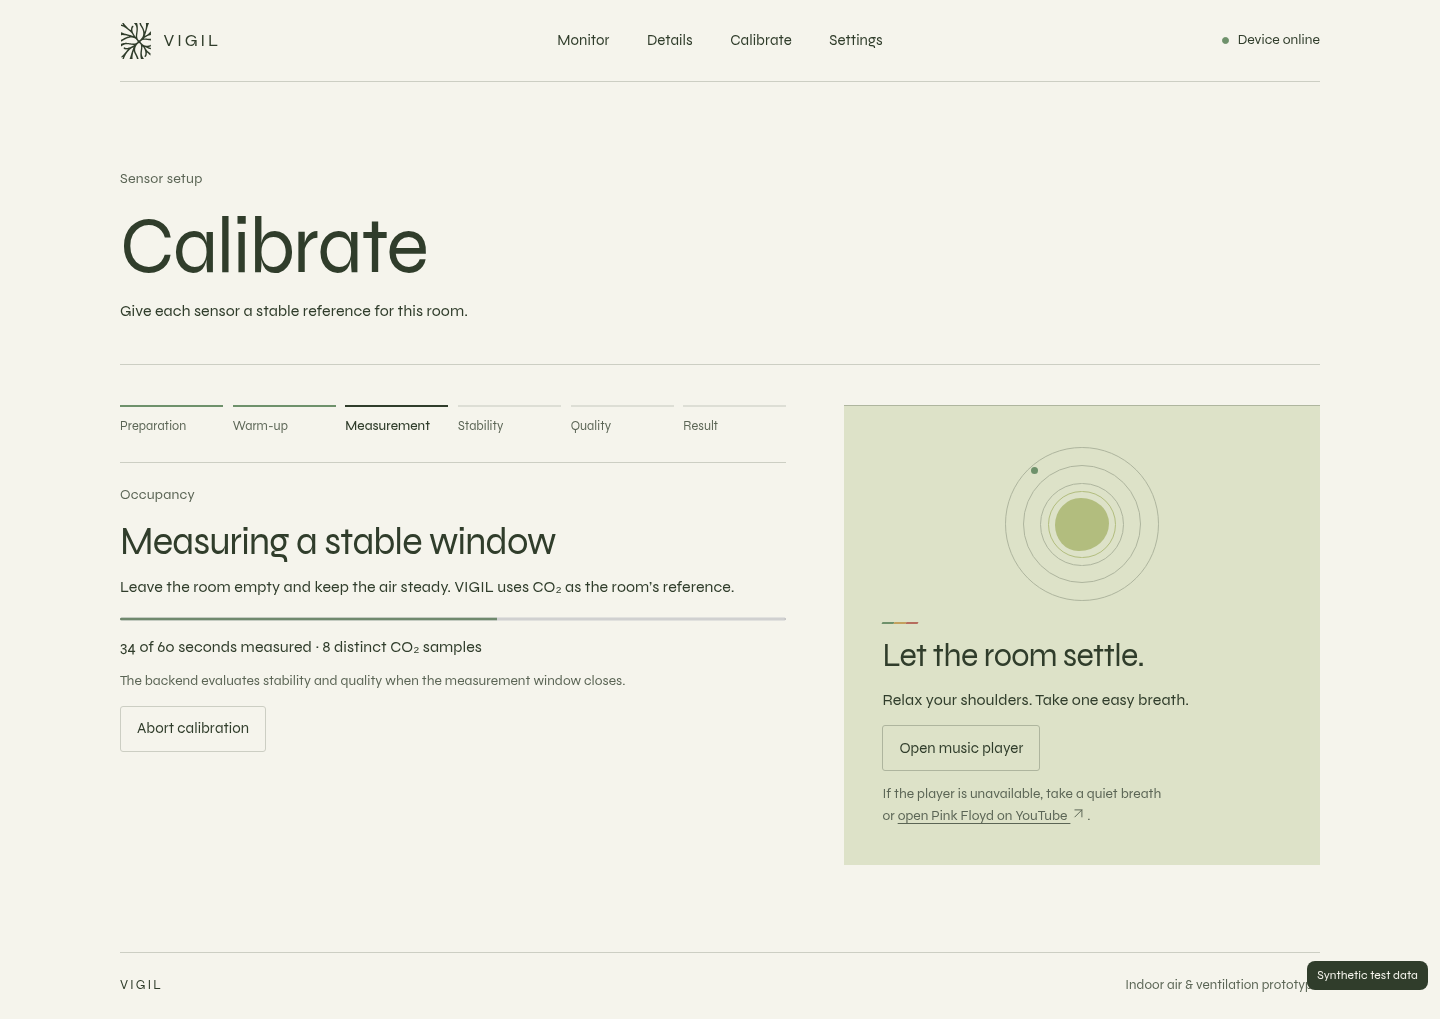 VIGIL
Monitor
Details
Calibrate
Settings
Device online
Sensor setup
Calibrate
Give each sensor a stable reference for this room.
Preparation
Warm-up
Measurement
Stability
Quality
Result
Occupancy
Measuring a stable window
Leave the room empty and keep the air steady. VIGIL uses CO₂ as the room's reference.
34 of 60 seconds measured · 8 distinct CO₂ samples
The backend evaluates stability and quality when the measurement window closes.
Abort calibration
Let the room settle.
Relax your shoulders. Take one easy breath.
Open music player
If the player is unavailable, take a quiet breath
or open Pink Floyd on YouTube ↗ .
VIGIL
Indoor air & ventilation
Synthetic test data